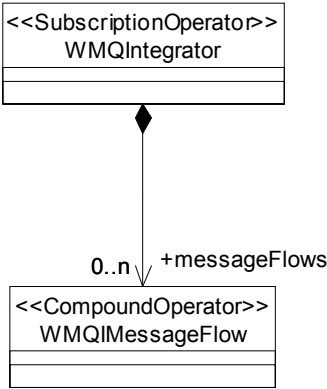 <<SubscriptionOperator>>
WMQIntegrator
0..n
+messageFlows
<<CompoundOperator>>
WMQIMessageFlow